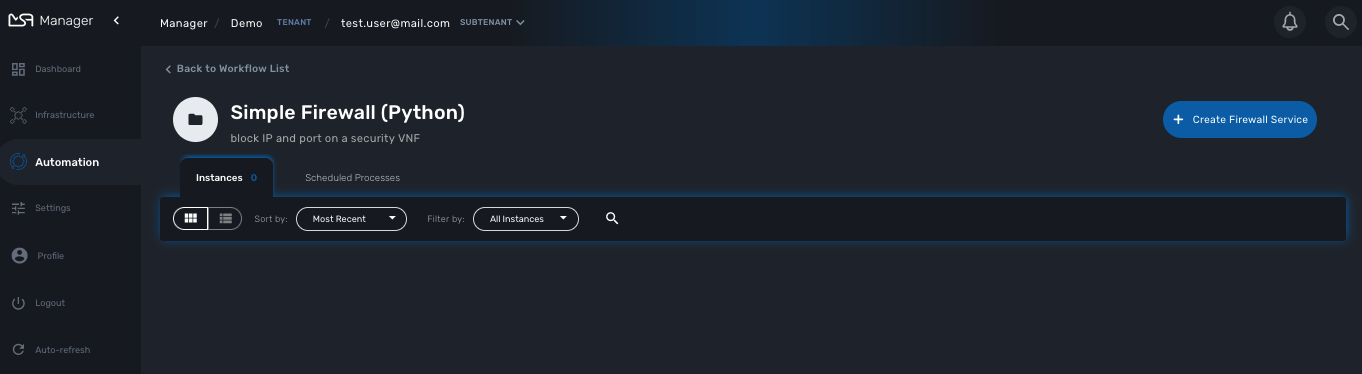 MSA Manager
Manager / Demo TENANT / test.user@mail.com SUBTENANT
Dashboard
Infrastructure
Automation
Settings
Profile
Logout
Auto-refresh
Back to Workflow List
Simple Firewall (Python)
block IP and port on a security VNF
+ Create Firewall Service
Instances 0
Scheduled Processes
Sort by: Most Recent Filter by: All Instances